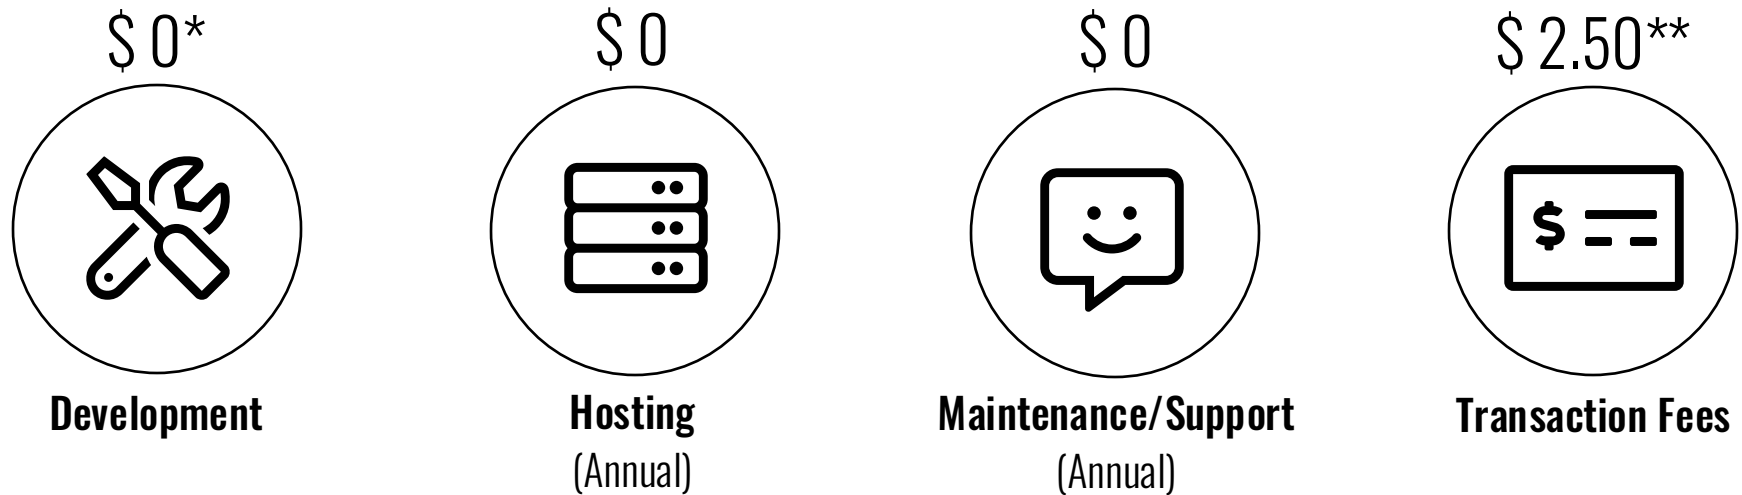 $ 0*
$ 0
$ 0
$ 2.50**
$
Development
Hosting
Maintenance/Support
Transaction Fees
(Annual)
(Annual)